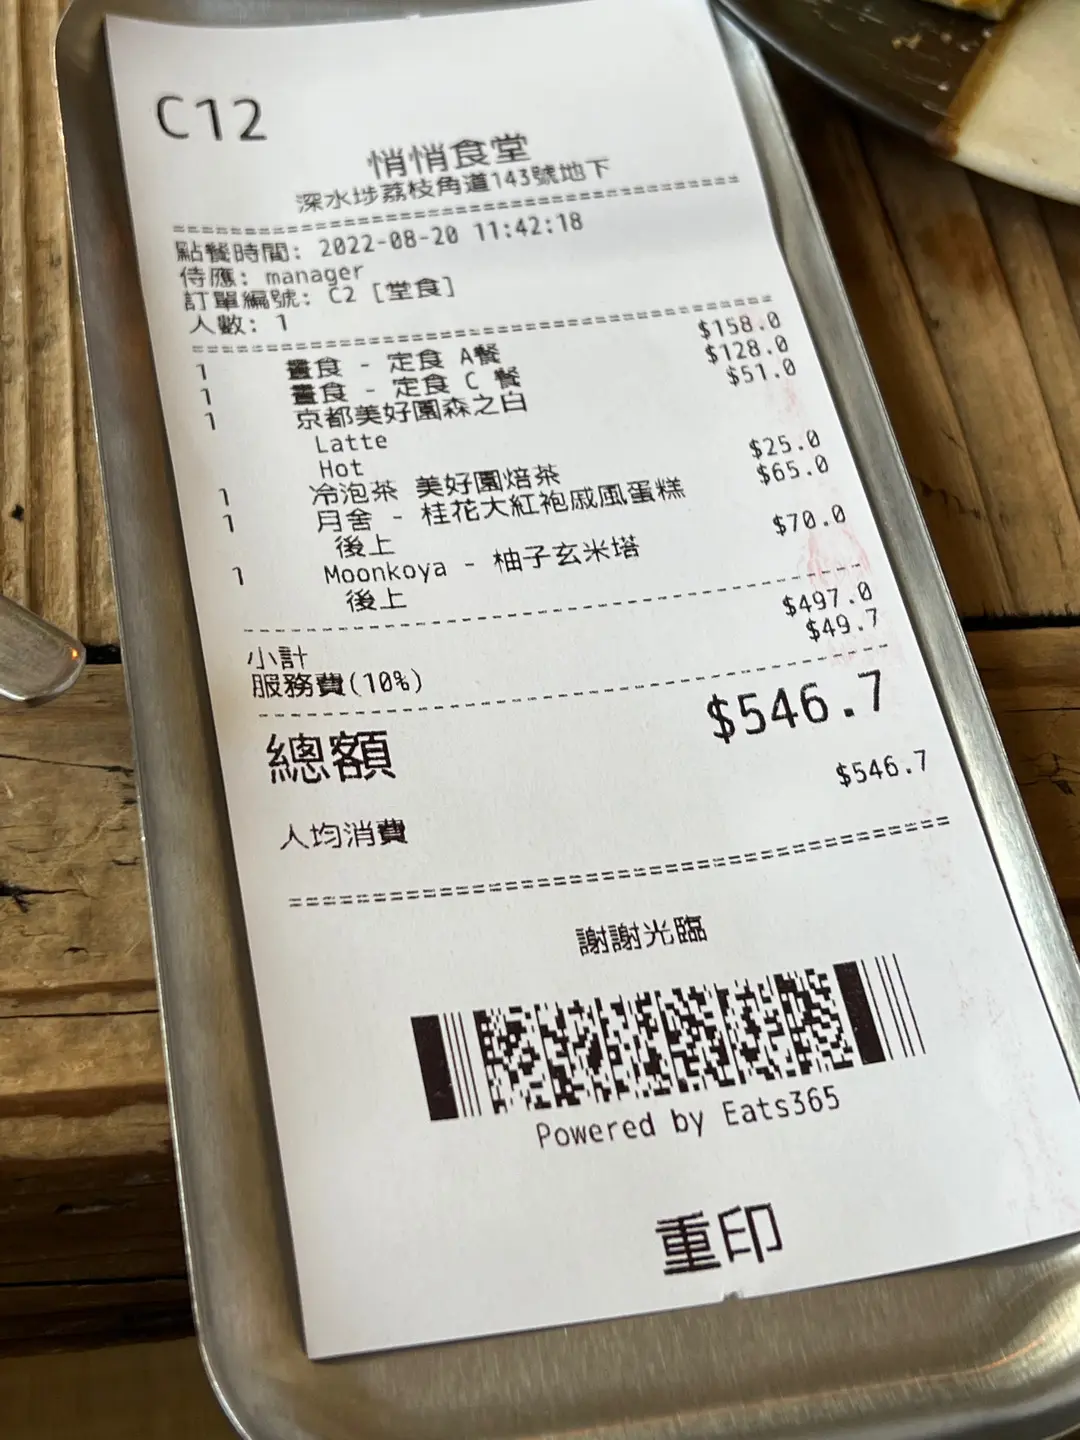 C12
悄悄食堂
深水埗荔枝角道143號地下
點餐時間: 2022-08-20 11:42:18
侍應: manager
訂單編號: C2 [堂食]
人數: 1
1 晝食 - 定食 A餐 $158.0
1 晝食 - 定食 C 餐 $128.0
1 京都美好園森之白 $51.0
Latte
Hot
1 冷泡茶 美好園焙茶 $25.0
1 月舍 - 桂花大紅袍戚風蛋糕 $65.0
後上
1 Moonkoya - 柚子玄米塔 $70.0
後上
小計 $497.0
服務費(10%) $49.7
總額 $546.7
人均消費 $546.7
謝謝光臨
Powered by Eats365
重印